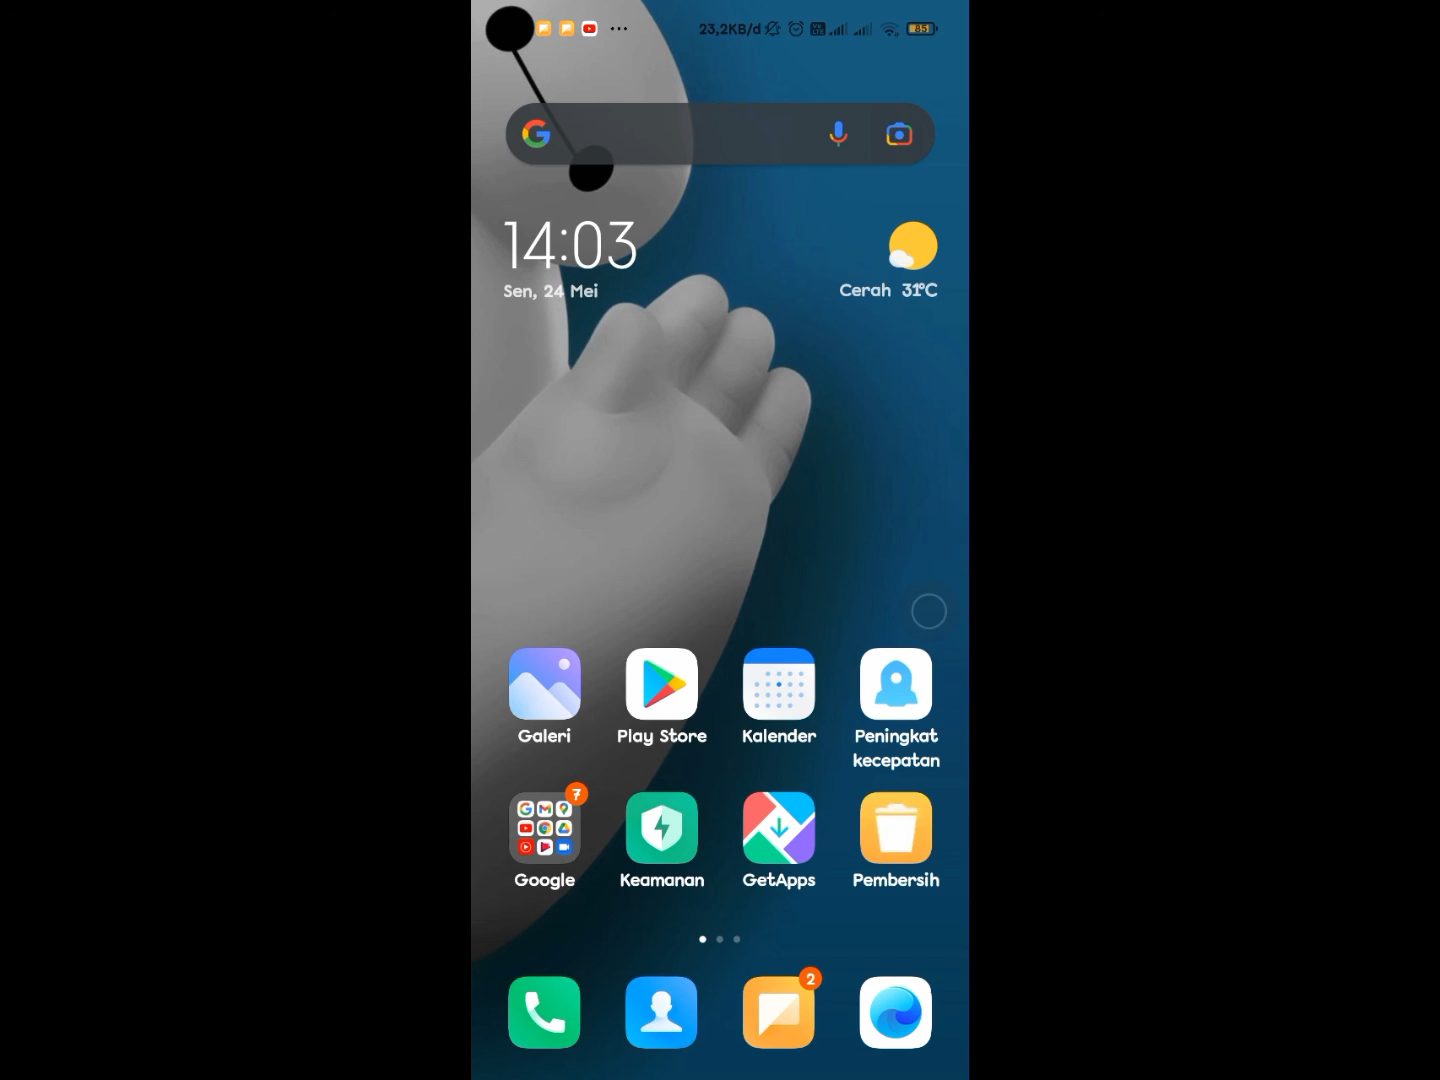 23,2KB/d
85
14:03
Sen, 24 Mei
Cerah 31°C
Galeri
Play Store
Kalender
Peningkat
kecepatan
7
Google
Keamanan
GetApps
Pembersih
2